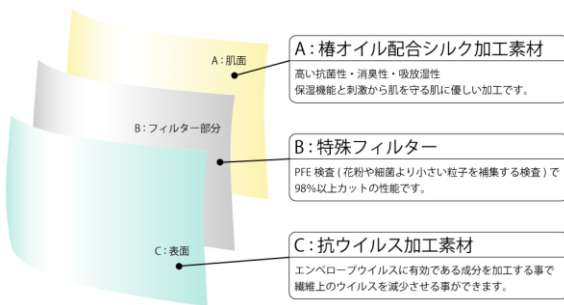 A：肌面
A：椿オイル配合シルク加工素材
高い抗菌性・消臭性・吸放湿性
保湿機能と刺激から肌を守る肌に優しい加工です。
B：フィルター部分
B：特殊フィルター
PFE 検査 ( 花粉や細菌より小さい粒子を補集する検査 ) で
98%以上カットの性能です。
C：表面
C：抗ウイルス加工素材
エンベロープウイルスに有効である成分を加工する事で
繊維上のウイルスを減少させる事ができます。